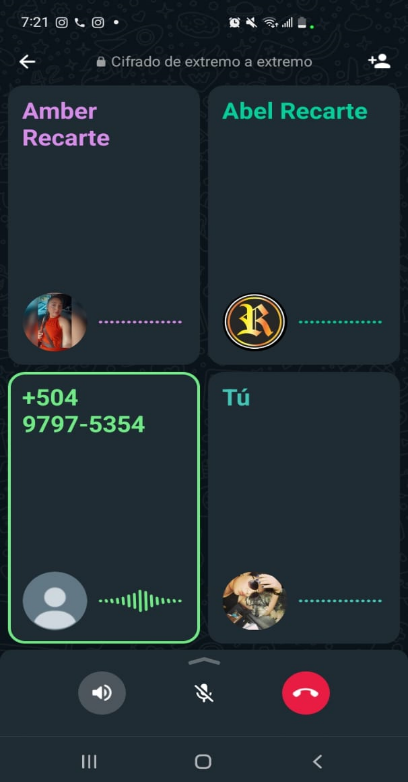 7:21
Cifrado de extremo a extremo
Amber
Recarte
Abel Recarte
R
+504
9797-5354
Tú